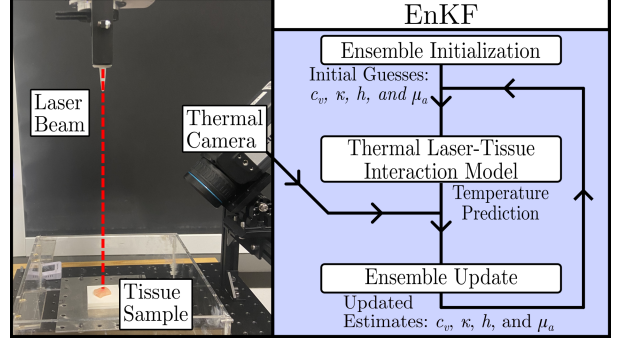 Laser
Beam
Thermal
Camera
Tissue
Sample
EnKF
Ensemble Initialization
Initial Guesses:
c_v, κ, h, and μ_a
Thermal Laser-Tissue
Interaction Model
Temperature
Prediction
Ensemble Update
Updated
Estimates: c_v, κ, h, and μ_a